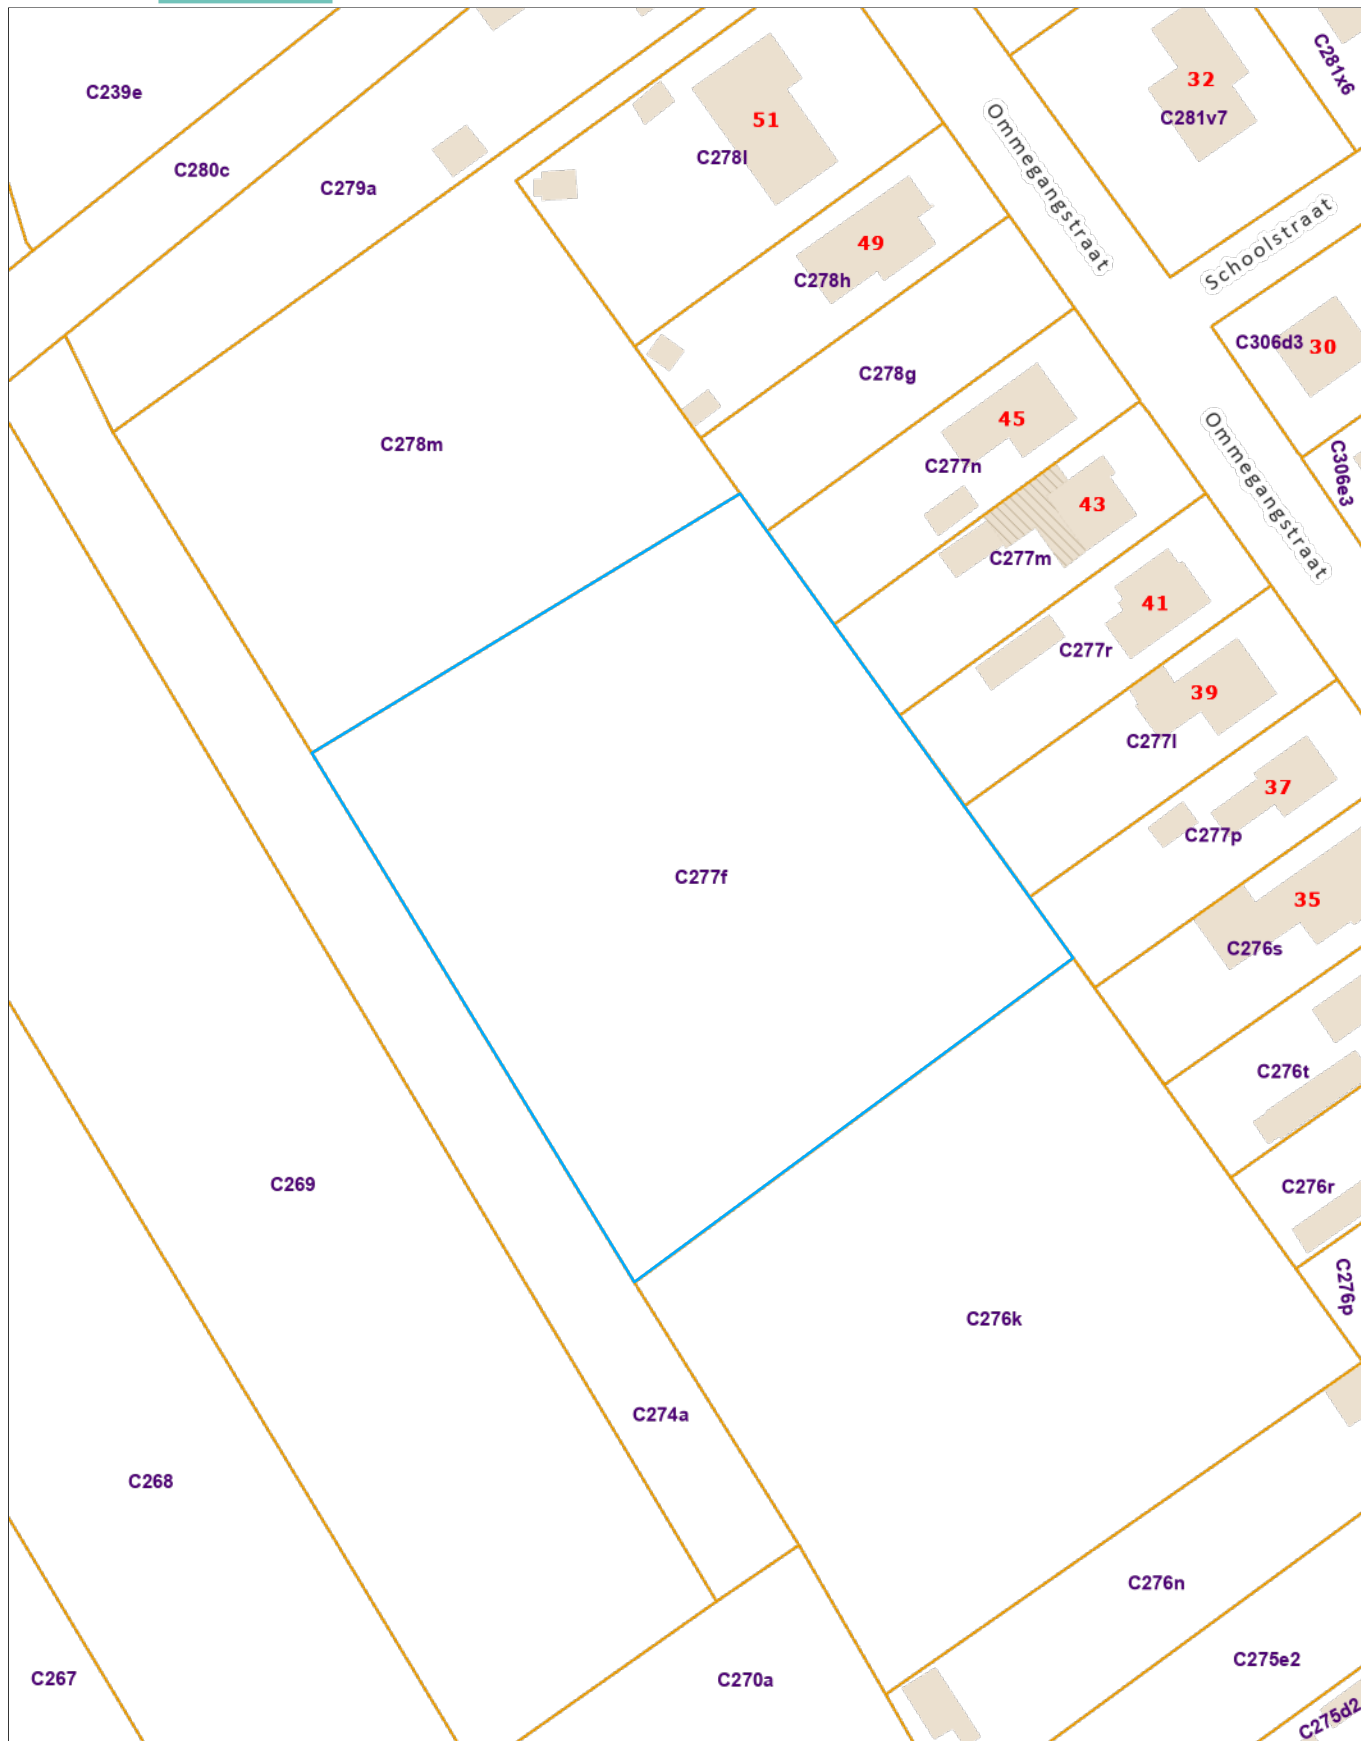 C239e
C280c
C279a
51
C278l
32
C281v7
C281x6
Ommegangstraat
Schoolstraat
49
C278h
C306d3
30
C278g
45
C277n
C278m
Ommegangstraat
C306e3
43
C277m
41
C277r
39
C277l
37
C277p
C277f
35
C276s
C276t
C269
C276r
C276p
C276k
C274a
C268
C276n
C267
C270a
C275e2
C275d2